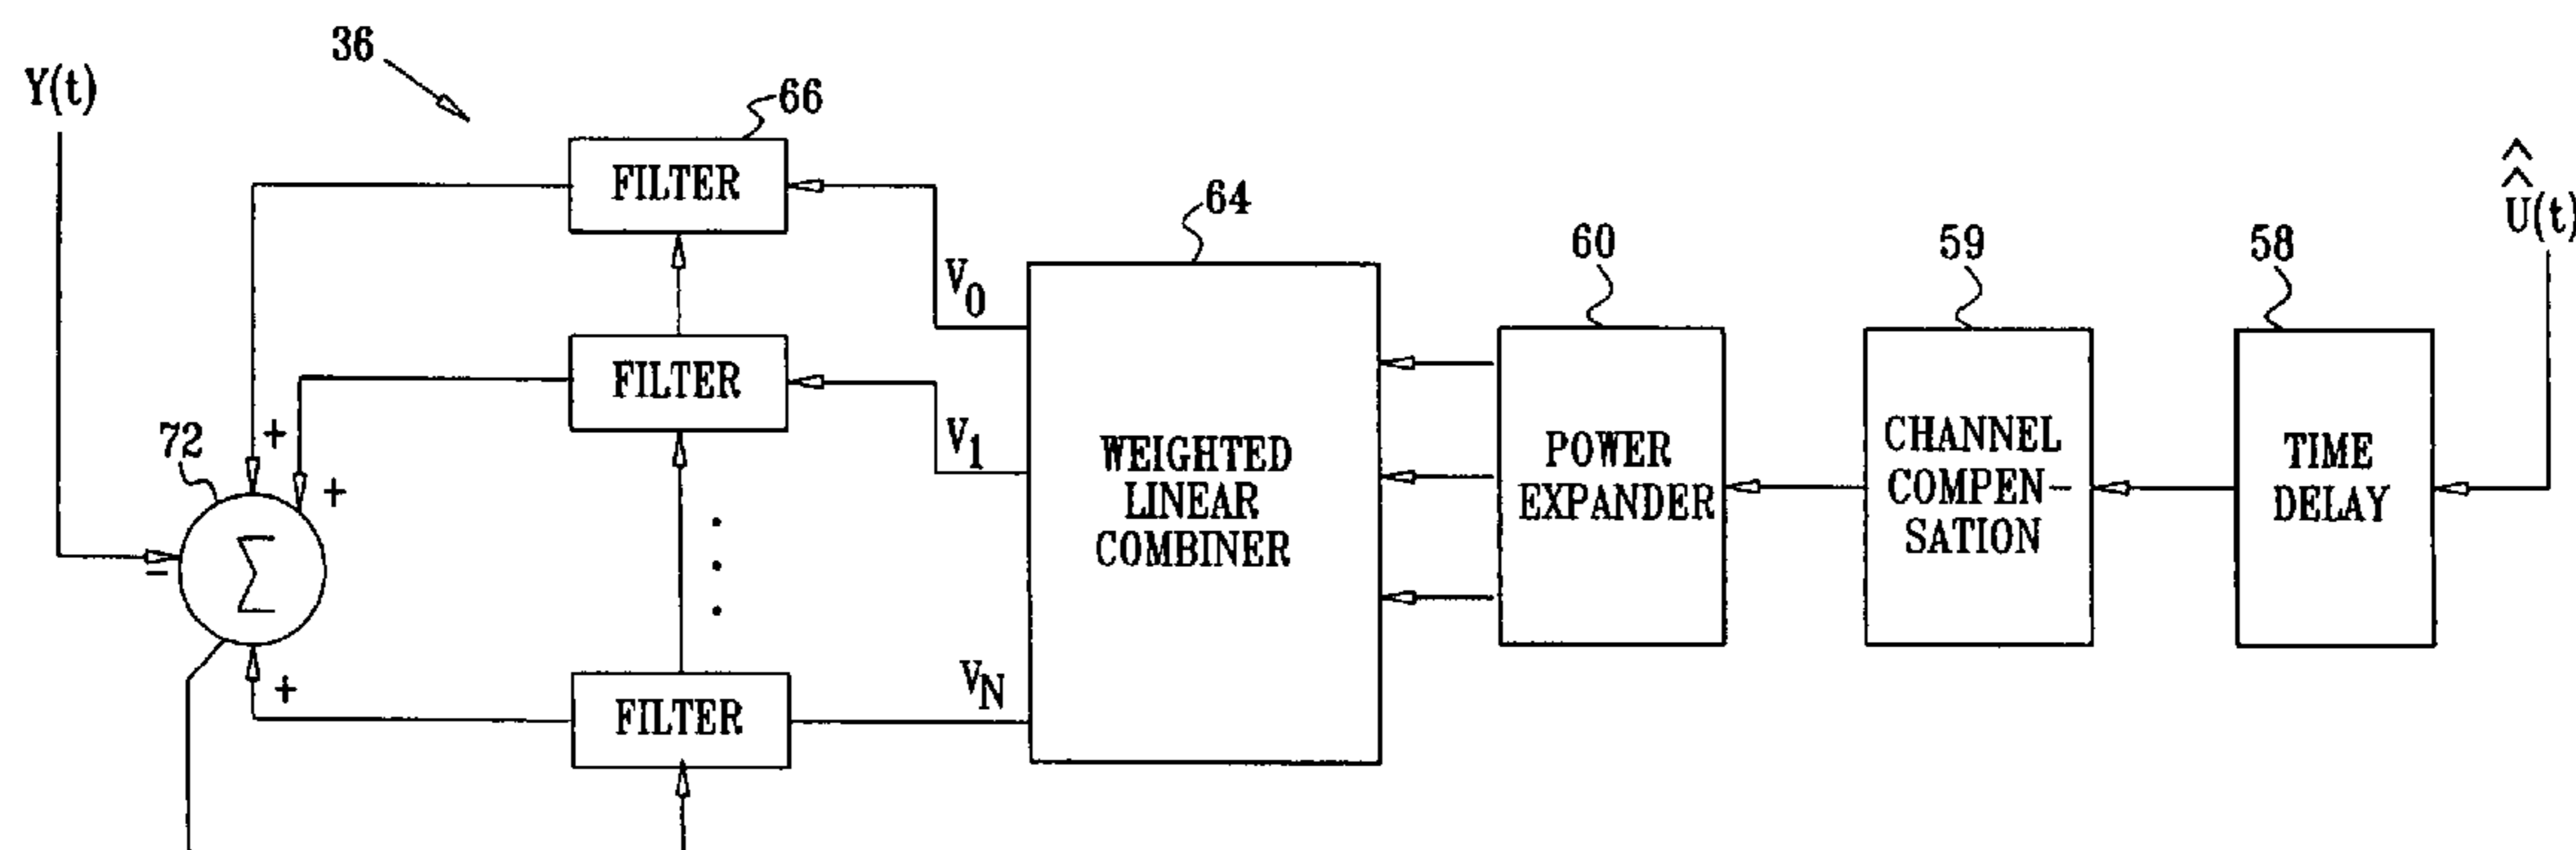 36
Y(t)
66
FILTER
64
^
^
U(t)
60
59
58
V0
FILTER
72
+
+
V1
WEIGHTED
LINEAR
COMBINER
POWER
EXPANDER
CHANNEL
COMPEN-
SATION
TIME
DELAY
Σ
−
.
.
.
+
VN
FILTER